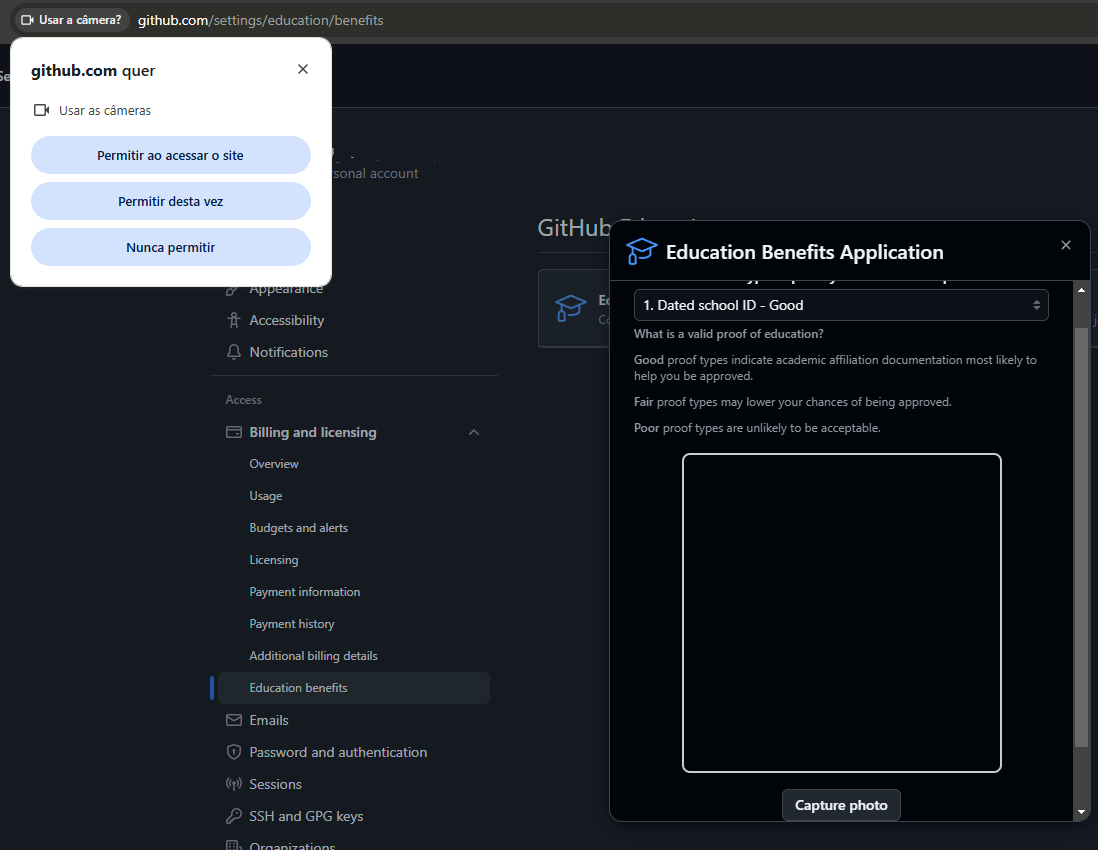 Usar a câmera?
github.com/settings/education/benefits
github.com quer
Usar as câmeras
Permitir ao acessar o site
Permitir desta vez
Nunca permitir
Se
rsonal account
Appearance
Accessibility
Notifications
Access
Billing and licensing
Overview
Usage
Budgets and alerts
Licensing
Payment information
Payment history
Additional billing details
Education benefits
Emails
Password and authentication
Sessions
SSH and GPG keys
Organizations
GitHub
Education Benefits Application
1. Dated school ID - Good
What is a valid proof of education?
Good proof types indicate academic affiliation documentation most likely to
help you be approved.
Fair proof types may lower your chances of being approved.
Poor proof types are unlikely to be acceptable.
Capture photo